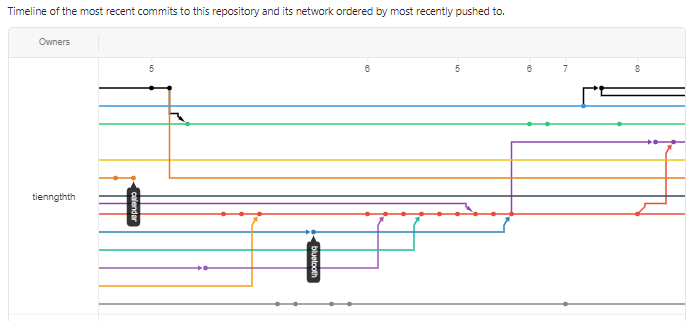 Timeline of the most recent commits to this repository and its network ordered by most recently pushed to.
Owners
5 6 5 6 7 8
tienngthth
calendar
bluetooth